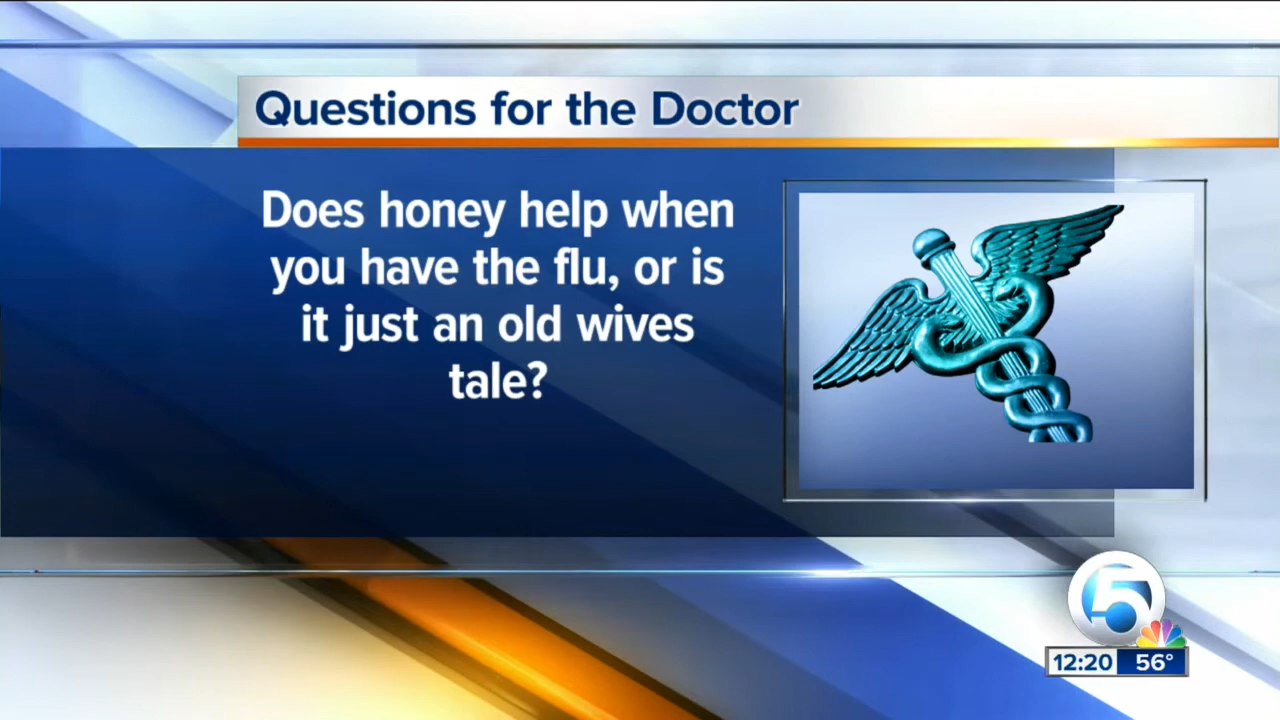 Questions for the Doctor
Does honey help when
you have the flu, or is
it just an old wives
tale?
5
12:20 56°